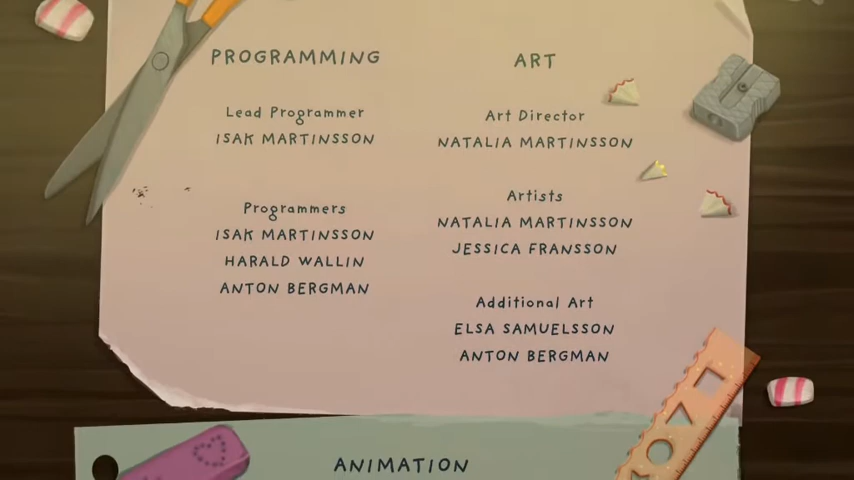 PROGRAMMING
Lead Programmer
ISAK MARTINSSON
Programmers
ISAK MARTINSSON
HARALD WALLIN
ANTON BERGMAN
ART
Art Director
NATALIA MARTINSSON
Artists
NATALIA MARTINSSON
JESSICA FRANSSON
Additional Art
ELSA SAMUELSSON
ANTON BERGMAN
ANIMATION